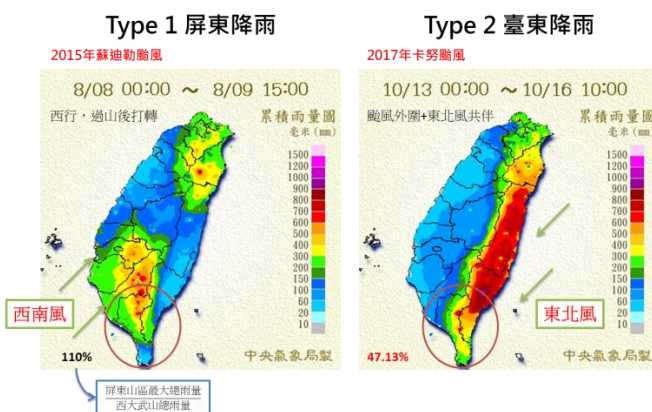 Type 1 屏東降雨
2015年蘇迪勒颱風
8/08 00:00 ～ 8/09 15:00
西行，過山後打轉
累積雨量圖
毫米(mm)
1500
1200
1000
900
800
700
600
500
400
300
200
150
100
60
20
10
西南風
110%
中央氣象局製
屏東山區最大總雨量
西大武山總雨量
Type 2 臺東降雨
2017年卡努颱風
10/13 00:00 ～10/16 10:00
颱風外圍+東北風共伴
累積雨量圖
毫米(mm)
1500
1200
1000
900
800
700
600
500
400
300
200
150
100
60
20
10
東北風
47.13%
中央氣象局製